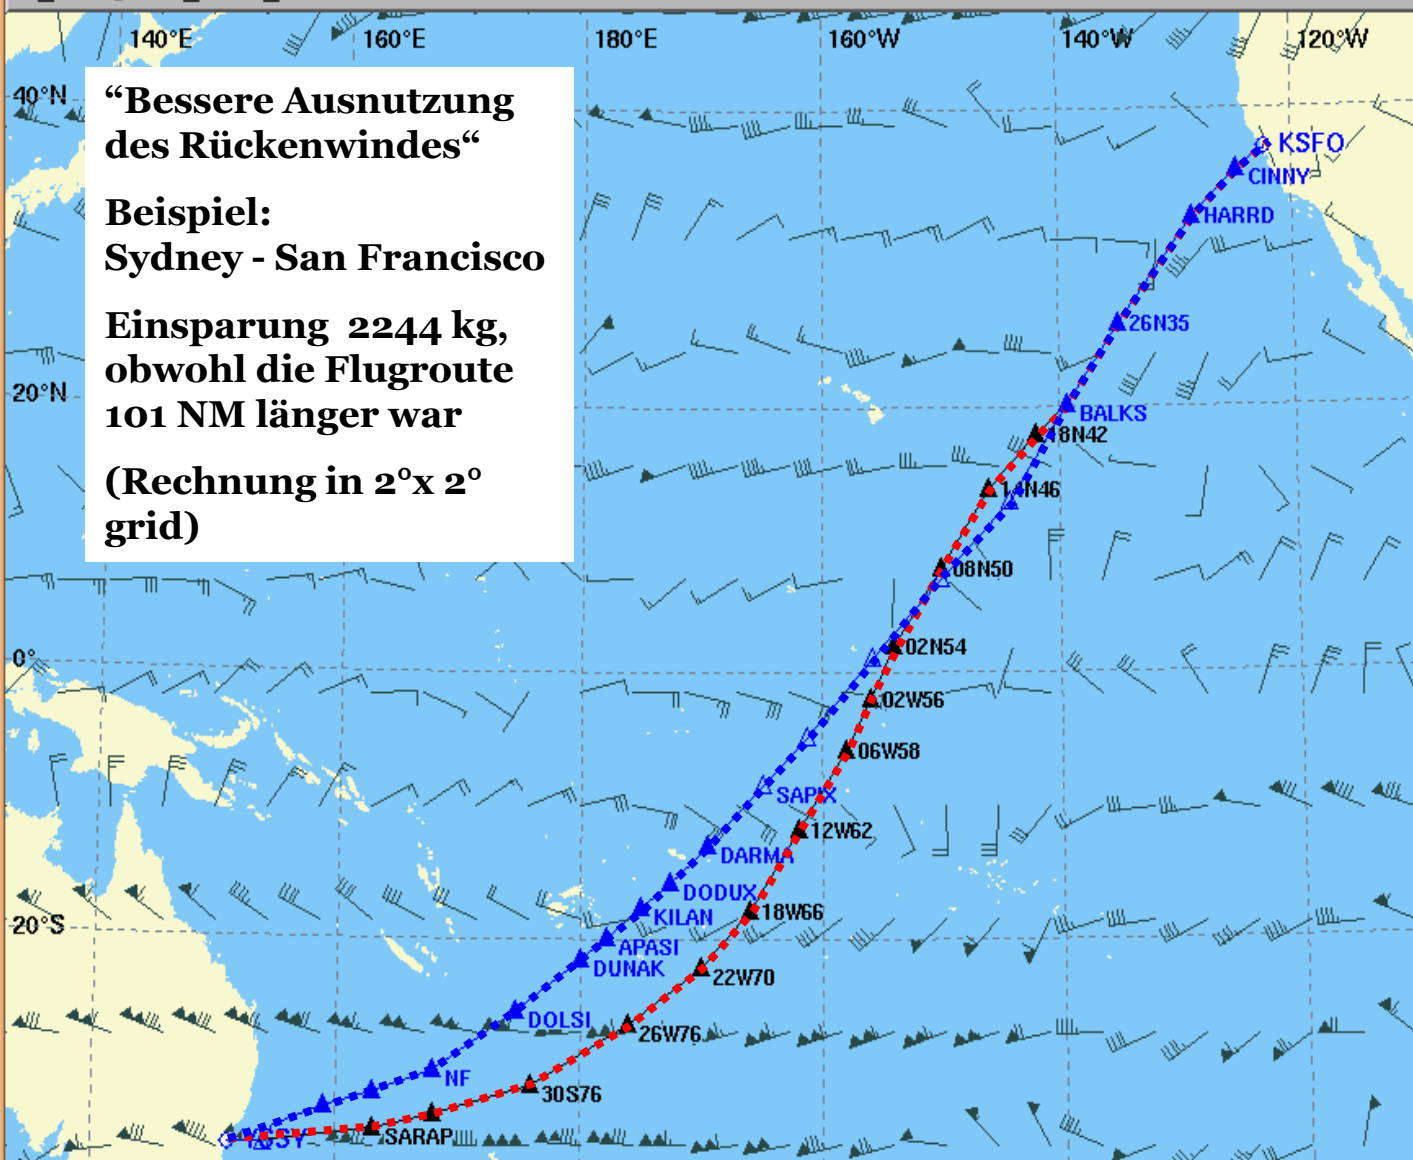 140°E 160°E 180°E 160°W 140°W 120°W
40°N
“Bessere Ausnutzung
des Rückenwindes“
Beispiel:
Sydney - San Francisco
Einsparung 2244 kg,
obwohl die Flugroute
101 NM länger war
(Rechnung in 2°x 2°
grid)
KSFO
CINNY
HARRD
26N35
20°N
BALKS
18N42
14N46
08N50
0°
02N54
02W56
06W58
SAPIX
12W62
DARMA
DODUX
18W66
KILAN
20°S
APASI
DUNAK
22W70
DOLSI
26W76
NF
30S76
SARAP